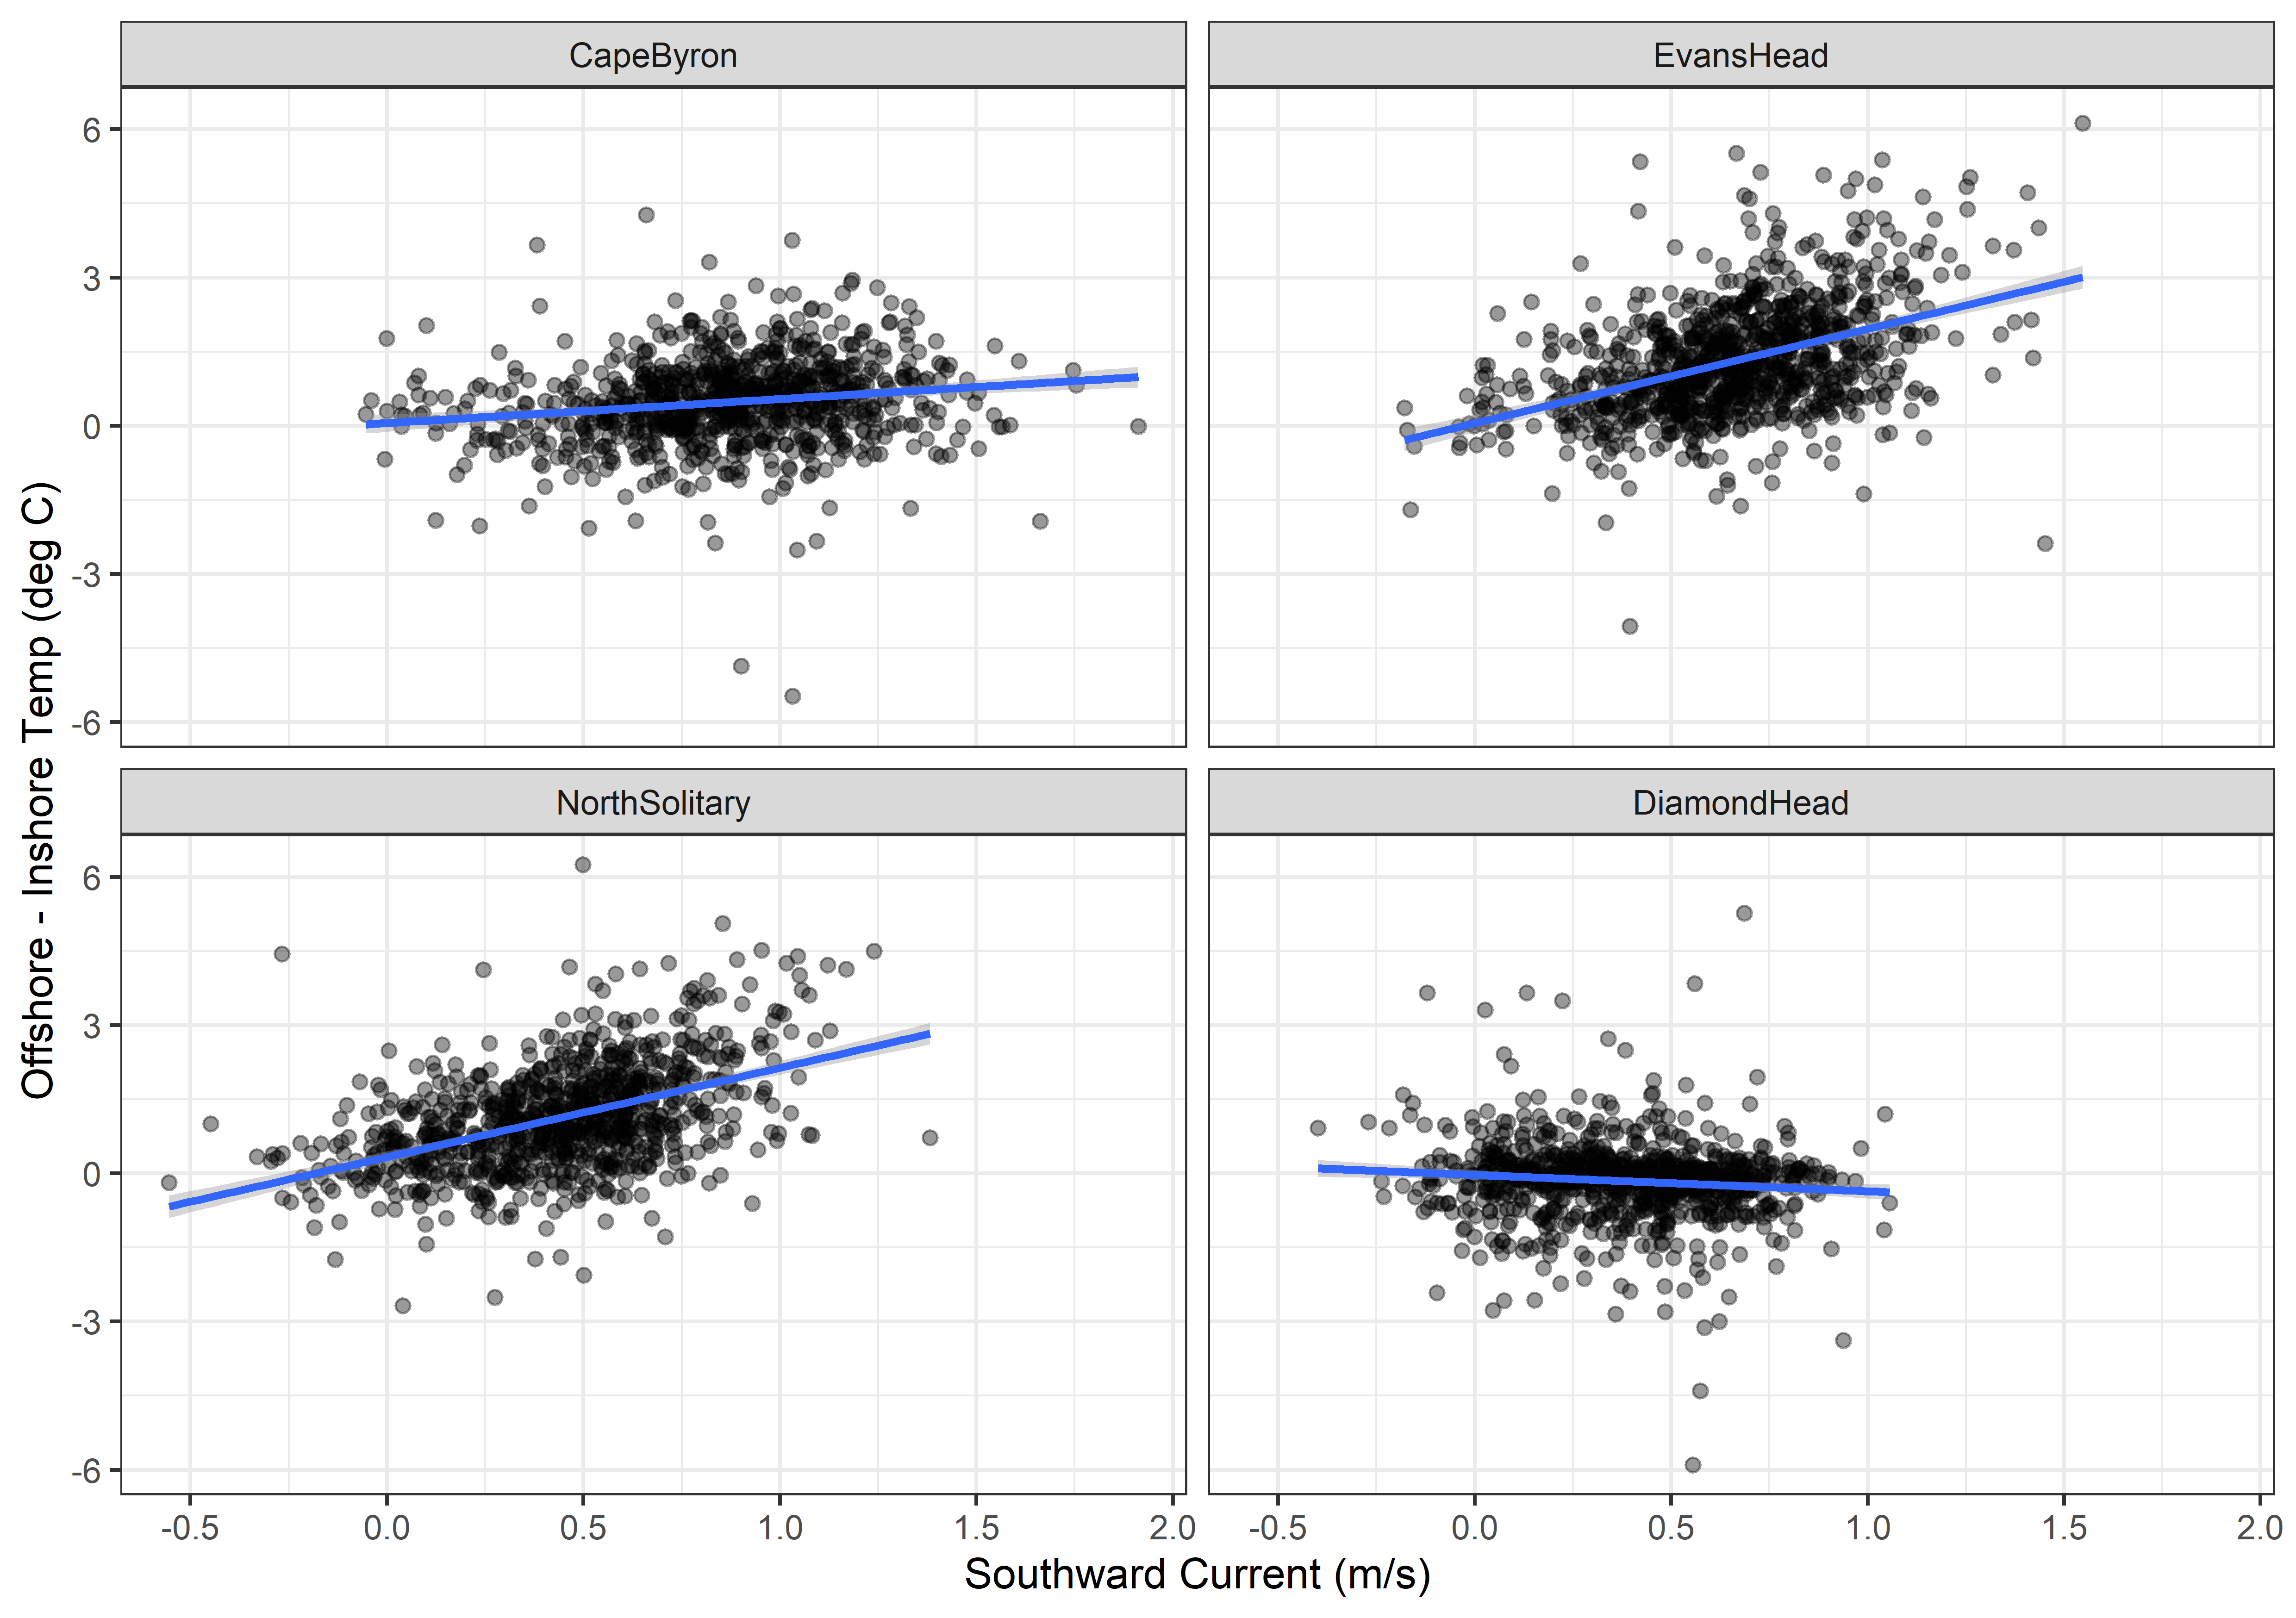 CapeByron
EvansHead
6
3
0
-3
-6
NorthSolitary
DiamondHead
6
3
0
-3
-6
-0.5 0.0 0.5 1.0 1.5 2.0
-0.5 0.0 0.5 1.0 1.5 2.0
Southward Current (m/s)
Offshore - Inshore Temp (deg C)